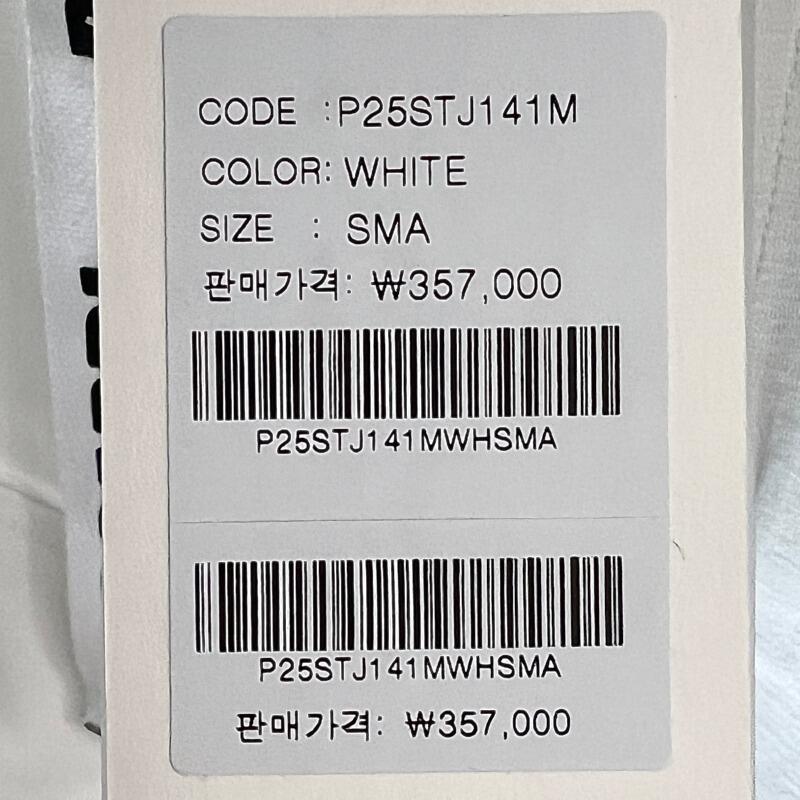 CODE :P25STJ141M
COLOR: WHITE
SIZE : SMA
판매가격: ₩357,000
P25STJ141MWHSMA
P25STJ141MWHSMA
판매가격: ₩357,000